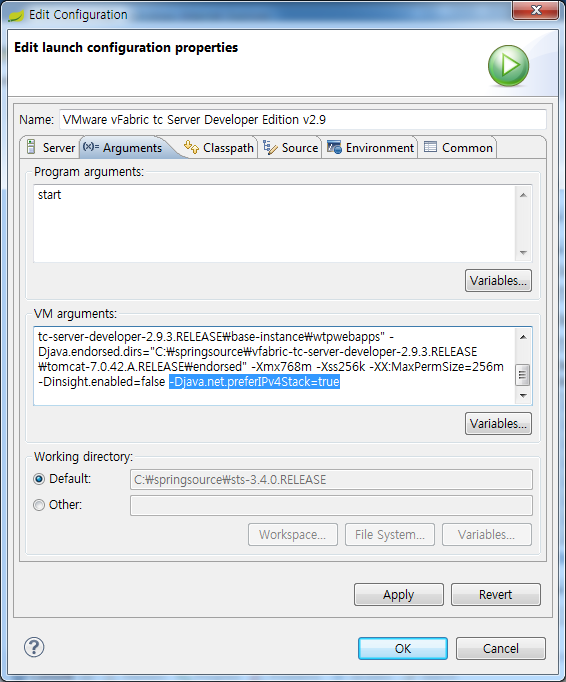 Edit Configuration
Edit launch configuration properties
Name: VMware vFabric tc Server Developer Edition v2.9
Server (x)= Arguments Classpath Source Environment Common
Program arguments:
start
Variables...
VM arguments:
tc-server-developer-2.9.3.RELEASE₩base-instance₩wtpwebapps" -
Djava.endorsed.dirs="C:₩springsource₩vfabric-tc-server-developer-2.9.3.RELEASE
₩tomcat-7.0.42.A.RELEASE₩endorsed" -Xmx768m -Xss256k -XX:MaxPermSize=256m
-Dinsight.enabled=false -Djava.net.preferIPv4Stack=true
Variables...
Working directory:
Default: C:₩springsource₩sts-3.4.0.RELEASE
Other:
Workspace... File System... Variables...
Apply Revert
? OK Cancel